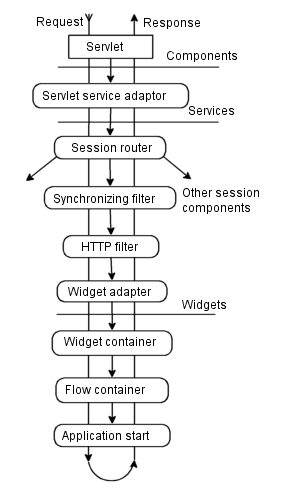 Request Response
Servlet
Components
Servlet service adaptor
Services
Session router
Synchronizing filter
Other session
components
HTTP filter
Widget adapter
Widgets
Widget container
Flow container
Application start